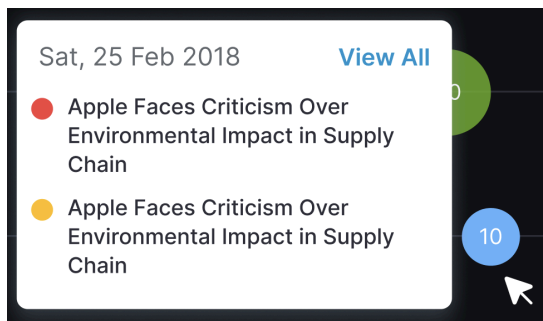 Sat, 25 Feb 2018 View All
Apple Faces Criticism Over
Environmental Impact in Supply
Chain
Apple Faces Criticism Over
Environmental Impact in Supply
Chain
0
10